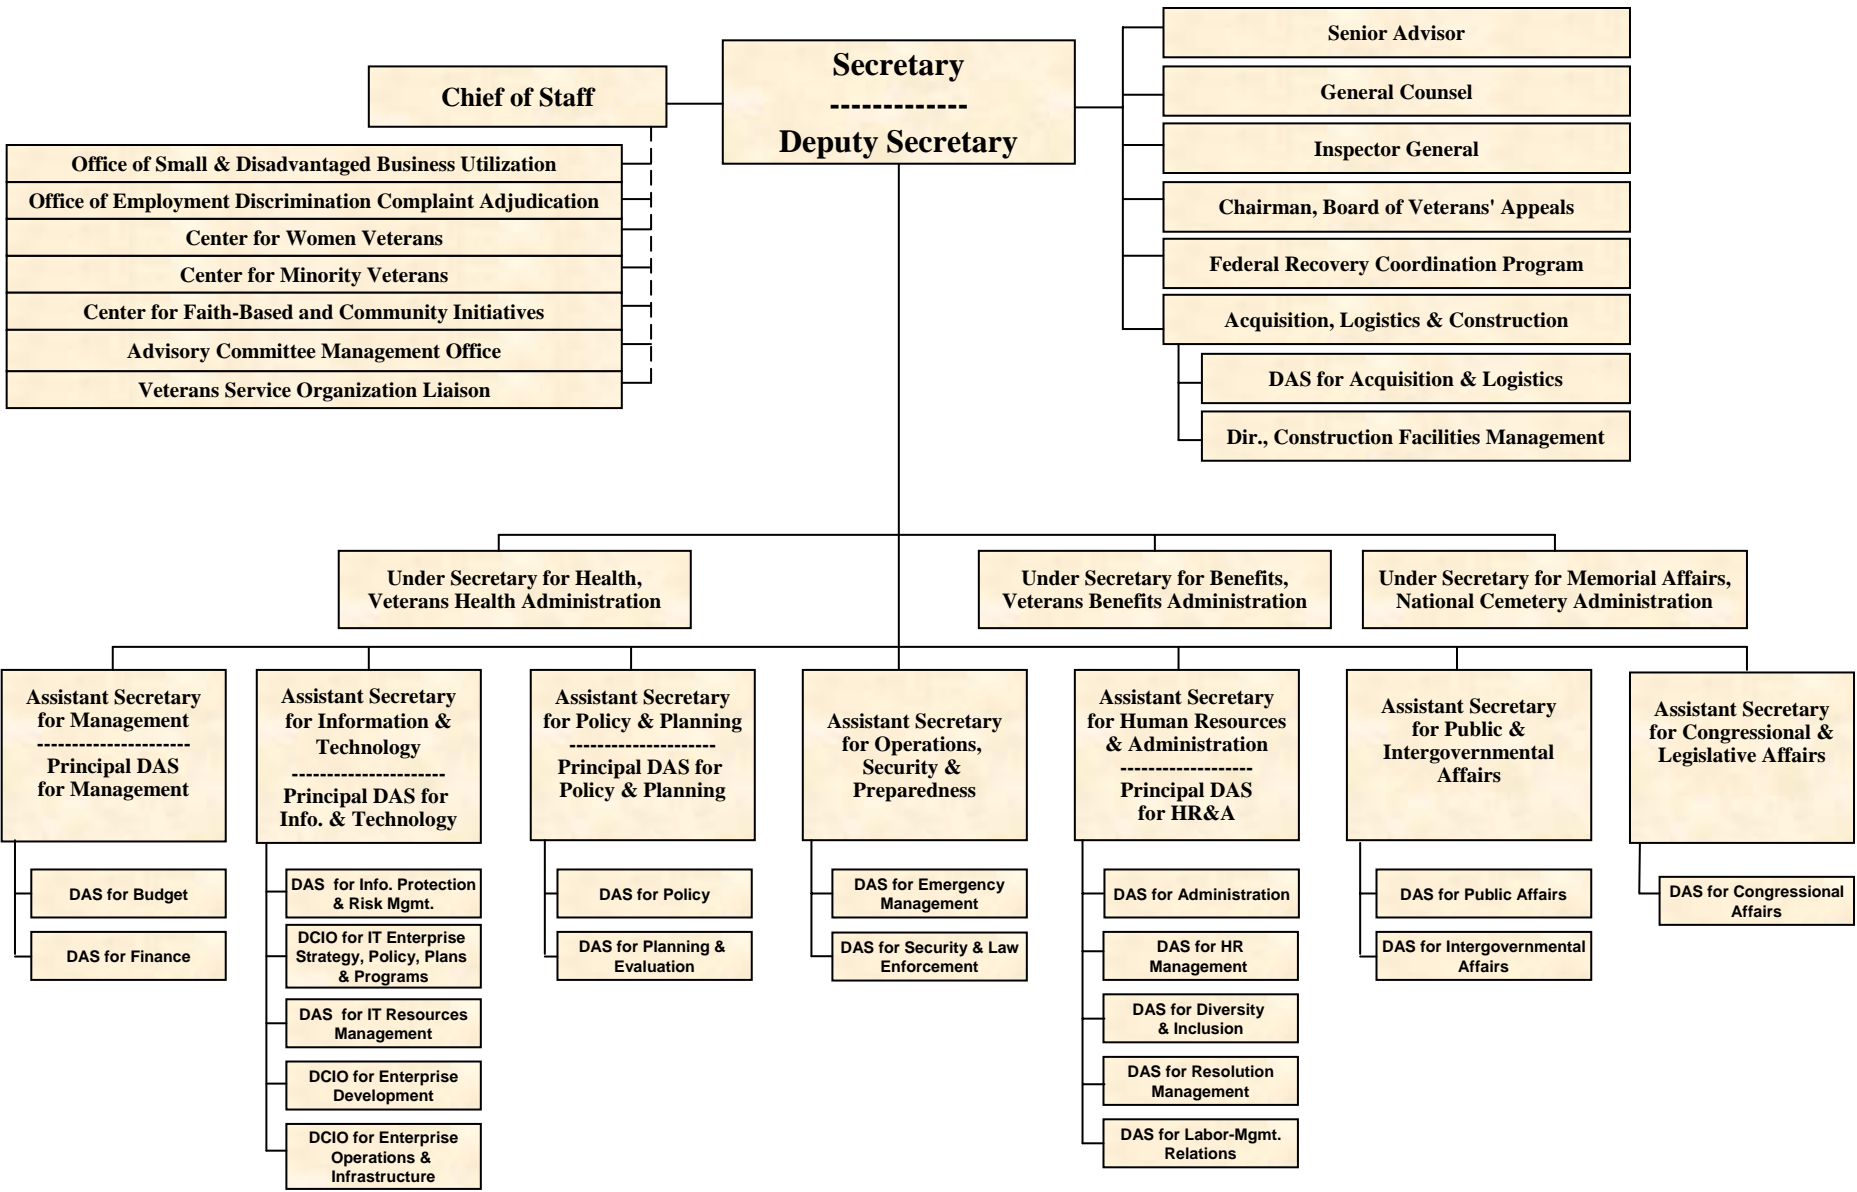 Secretary
-------------
Deputy Secretary
Chief of Staff
Office of Small & Disadvantaged Business Utilization
Office of Employment Discrimination Complaint Adjudication
Center for Women Veterans
Center for Minority Veterans
Center for Faith-Based and Community Initiatives
Advisory Committee Management Office
Veterans Service Organization Liaison
Senior Advisor
General Counsel
Inspector General
Chairman, Board of Veterans' Appeals
Federal Recovery Coordination Program
Acquisition, Logistics & Construction
DAS for Acquisition & Logistics
Dir., Construction Facilities Management
Under Secretary for Health,
Veterans Health Administration
Under Secretary for Benefits,
Veterans Benefits Administration
Under Secretary for Memorial Affairs,
National Cemetery Administration
Assistant Secretary
for Management
----------------------
Principal DAS
for Management
DAS for Budget
DAS for Finance
Assistant Secretary
for Information &
Technology
----------------------
Principal DAS for
Info. & Technology
DAS for Info. Protection
& Risk Mgmt.
DCIO for IT Enterprise
Strategy, Policy, Plans
& Programs
DAS for IT Resources
Management
DCIO for Enterprise
Development
DCIO for Enterprise
Operations &
Infrastructure
Assistant Secretary
for Policy & Planning
---------------------
Principal DAS for
Policy & Planning
DAS for Policy
DAS for Planning &
Evaluation
Assistant Secretary
for Operations,
Security &
Preparedness
DAS for Emergency
Management
DAS for Security & Law
Enforcement
Assistant Secretary
for Human Resources
& Administration
-------------------
Principal DAS
for HR&A
DAS for Administration
DAS for HR
Management
DAS for Diversity
& Inclusion
DAS for Resolution
Management
DAS for Labor-Mgmt.
Relations
Assistant Secretary
for Public &
Intergovernmental
Affairs
DAS for Public Affairs
DAS for Intergovernmental
Affairs
Assistant Secretary
for Congressional &
Legislative Affairs
DAS for Congressional
Affairs